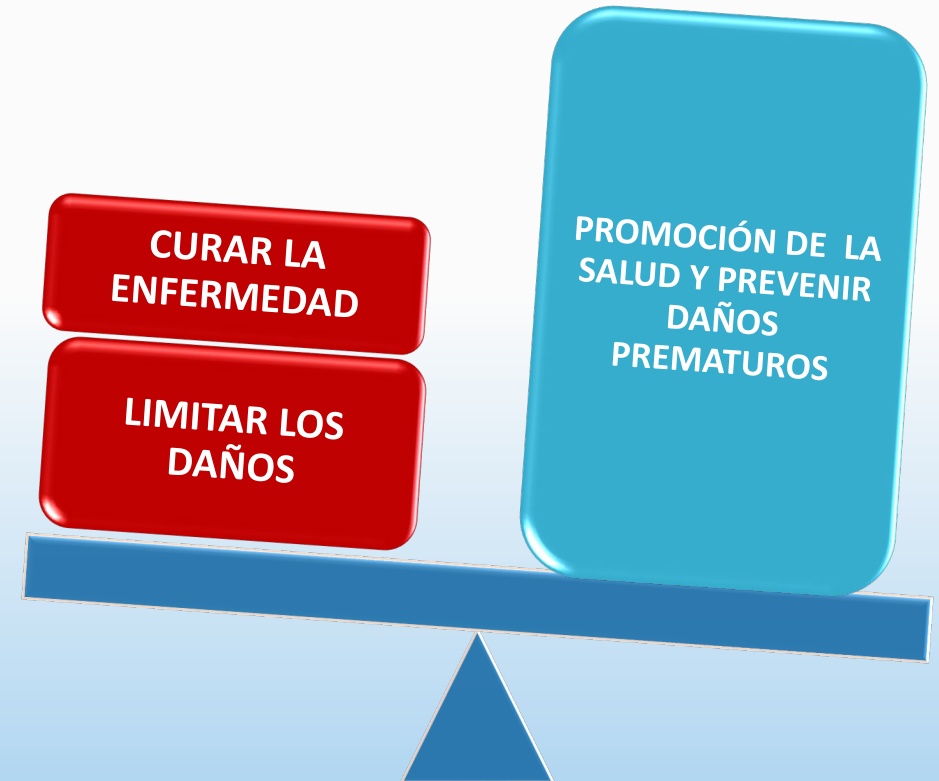 CURAR LA
ENFERMEDAD
LIMITAR LOS
DAÑOS
PROMOCIÓN DE LA
SALUD Y PREVENIR
DAÑOS
PREMATUROS